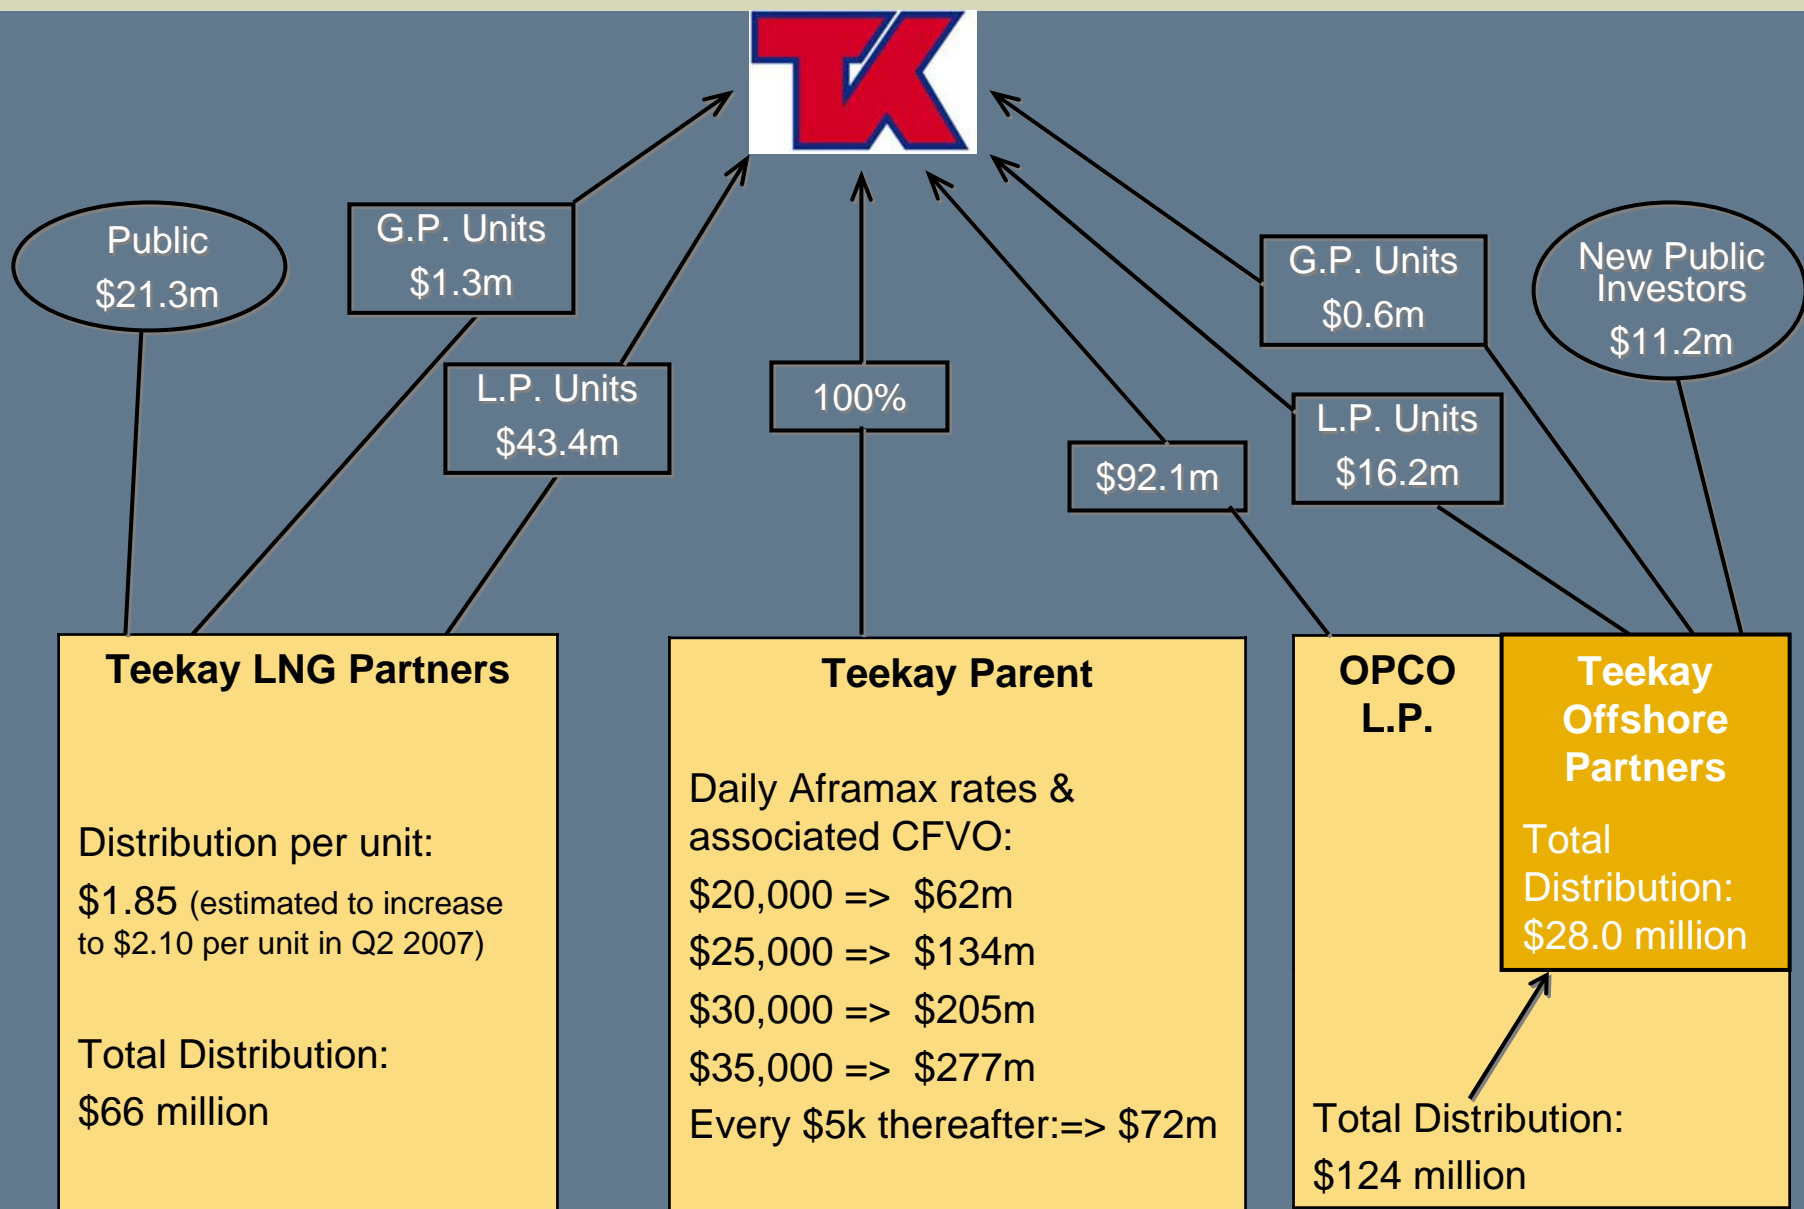 TK
Public
$21.3m
G.P. Units
$1.3m
L.P. Units
$43.4m
100%
$92.1m
G.P. Units
$0.6m
L.P. Units
$16.2m
New Public
Investors
$11.2m
Teekay LNG Partners
Distribution per unit:
$1.85 (estimated to increase
to $2.10 per unit in Q2 2007)
Total Distribution:
$66 million
Teekay Parent
Daily Aframax rates &
associated CFVO:
$20,000 => $62m
$25,000 => $134m
$30,000 => $205m
$35,000 => $277m
Every $5k thereafter:=> $72m
OPCO
L.P.
Teekay
Offshore
Partners
Total
Distribution:
$28.0 million
Total Distribution:
$124 million